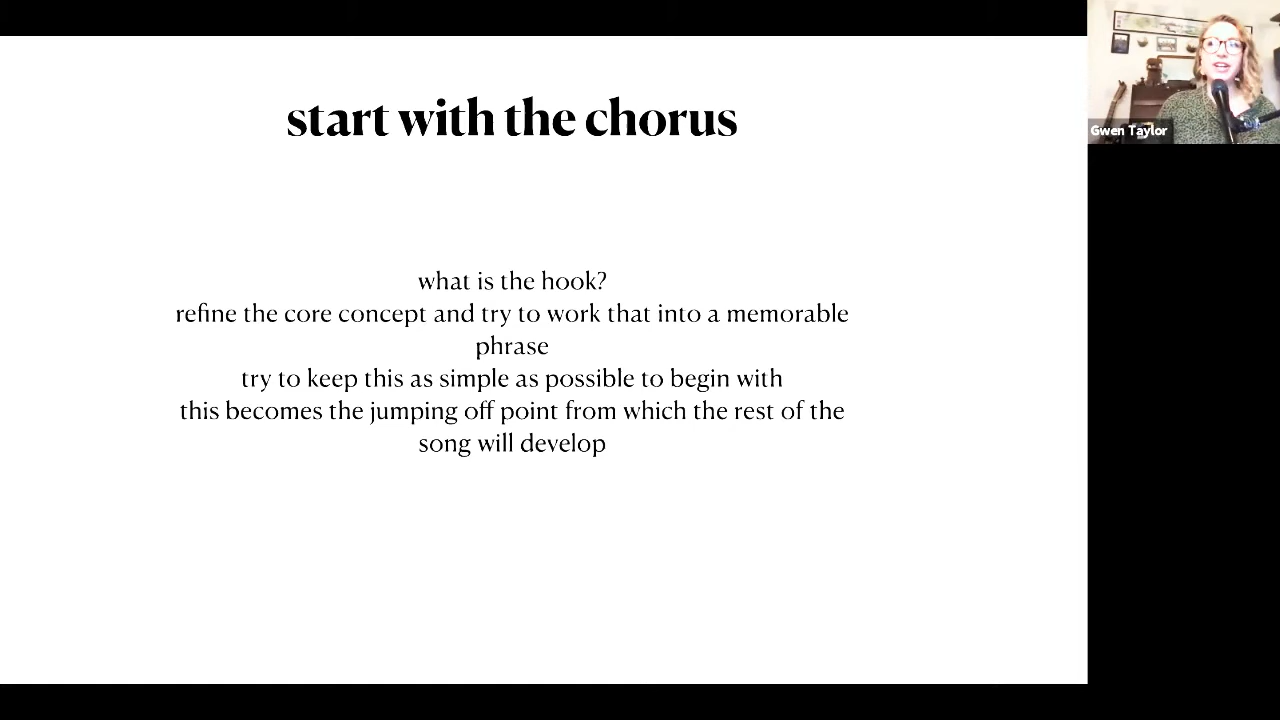 start with the chorus
what is the hook?
refine the core concept and try to work that into a memorable
phrase
try to keep this as simple as possible to begin with
this becomes the jumping off point from which the rest of the
song will develop
Gwen Taylor